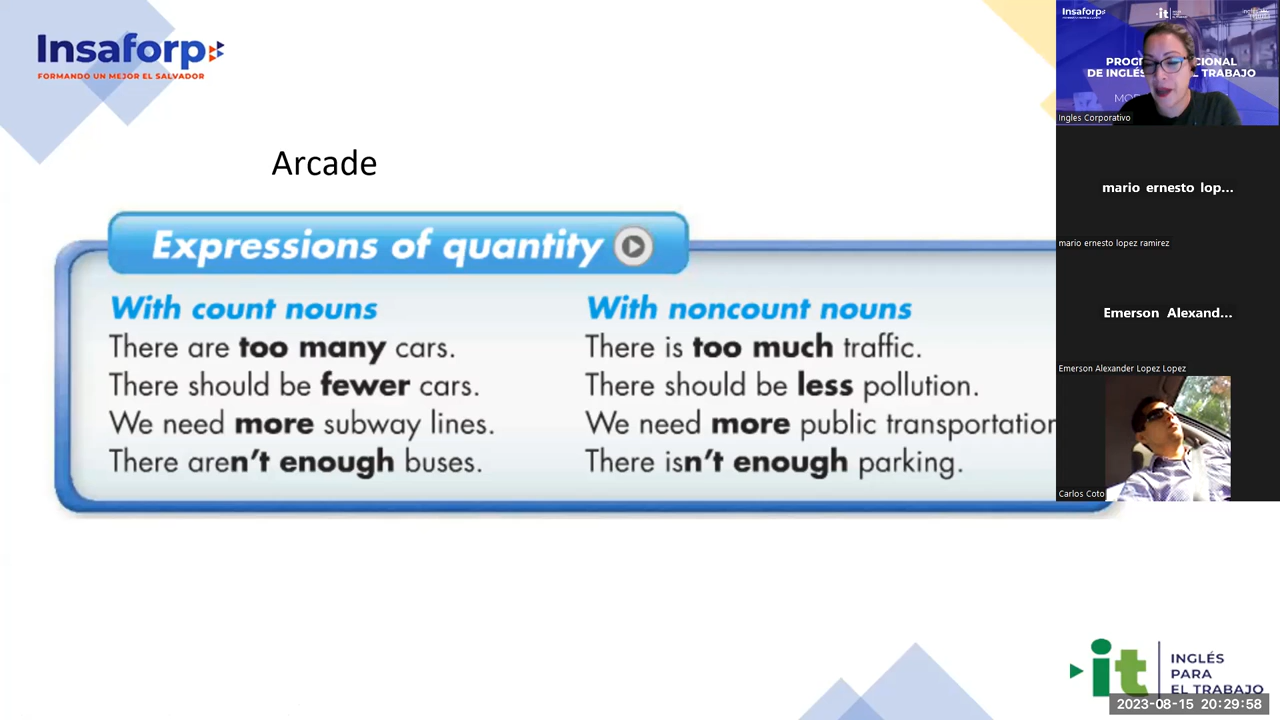 Insaforp
FORMANDO UN MEJOR EL SALVADOR
Arcade
Expressions of quantity
With count nouns
There are too many cars.
There should be fewer cars.
We need more subway lines.
There aren't enough buses.
With noncount nouns
There is too much traffic.
There should be less pollution.
We need more public transportation
There isn't enough parking.
Insaforp
it
PROG CIONAL
DE INGLÉS L TRABAJO
Ingles Corporativo
mario ernesto lop...
mario ernesto lopez ramirez
Emerson Alexand...
Emerson Alexander Lopez Lopez
Carlos Coto
it
INGLÉS
PARA
EL TRABAJO
2023-08-15 20:29:58